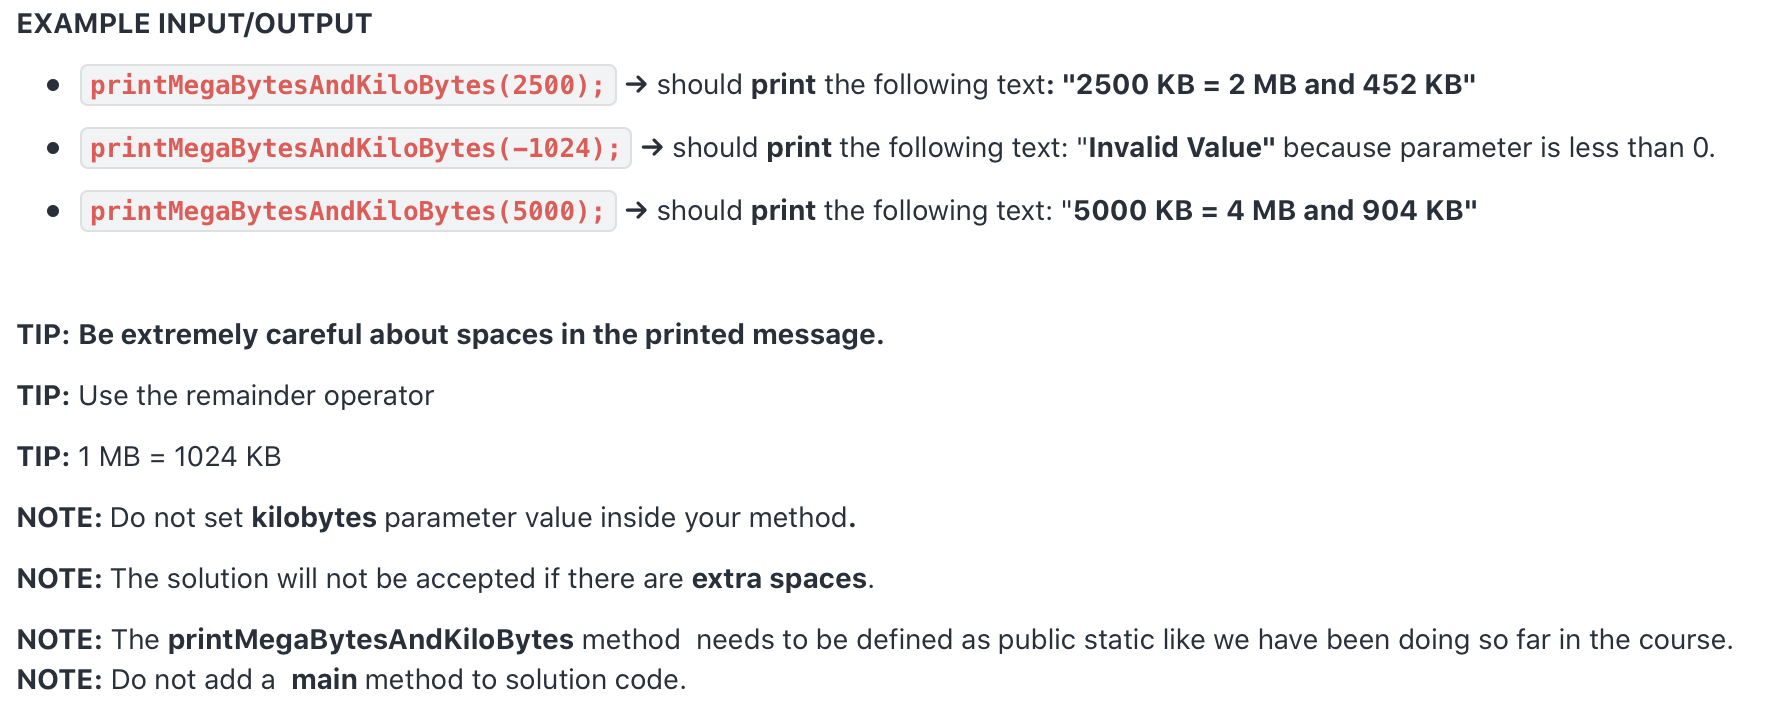 EXAMPLE INPUT/OUTPUT
• printMegaBytesAndKiloBytes(2500); → should print the following text: "2500 KB = 2 MB and 452 KB"
• printMegaBytesAndKiloBytes(-1024); → should print the following text: "Invalid Value" because parameter is less than 0.
• printMegaBytesAndKiloBytes(5000); → should print the following text: "5000 KB = 4 MB and 904 KB"
TIP: Be extremely careful about spaces in the printed message.
TIP: Use the remainder operator
TIP: 1 MB = 1024 KB
NOTE: Do not set kilobytes parameter value inside your method.
NOTE: The solution will not be accepted if there are extra spaces.
NOTE: The printMegaBytesAndKiloBytes method  needs to be defined as public static like we have been doing so far in the course.
NOTE: Do not add a  main method to solution code.